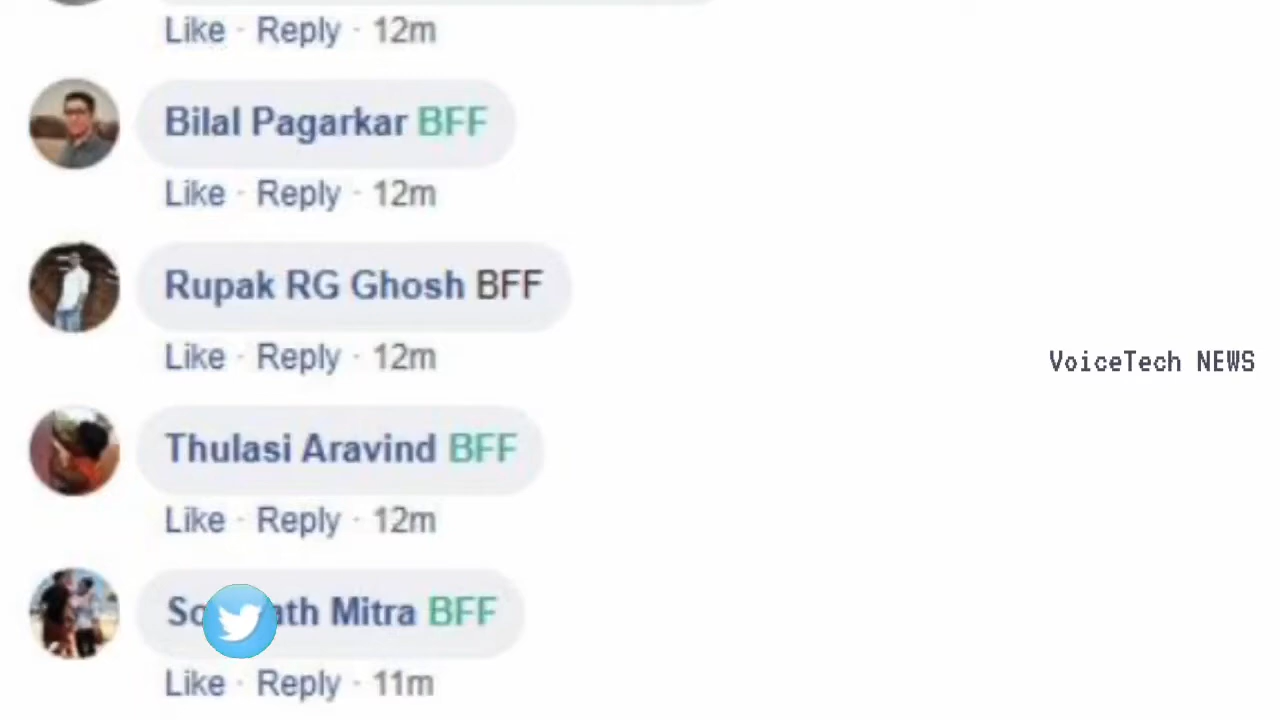 Like · Reply · 12m
Bilal Pagarkar BFF
Like · Reply · 12m
Rupak RG Ghosh BFF
Like · Reply · 12m
VoiceTech NEWS
Thulasi Aravind BFF
Like · Reply · 12m
Mitra BFF
Like · Reply · 11m